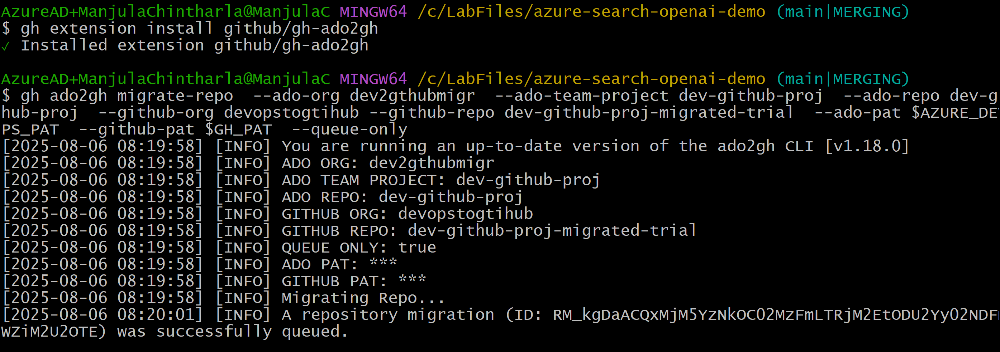 AzureAD+ManjulaChintharla@ManjulaC MINGW64 /c/LabFiles/azure-search-openai-demo (main|MERGING)
$ gh extension install github/gh-ado2gh
✓ Installed extension github/gh-ado2gh
AzureAD+ManjulaChintharla@ManjulaC MINGW64 /c/LabFiles/azure-search-openai-demo (main|MERGING)
$ gh ado2gh migrate-repo  --ado-org dev2gthubmigr  --ado-team-project dev-github-proj  --ado-repo dev-g
hub-proj  --github-org devopstogtihub --github-repo dev-github-proj-migrated-trial  --ado-pat $AZURE_DE
PS_PAT  --github-pat $GH_PAT  --queue-only
[2025-08-06 08:19:58] [INFO] You are running an up-to-date version of the ado2gh CLI [v1.18.0]
[2025-08-06 08:19:58] [INFO] ADO ORG: dev2gthubmigr
[2025-08-06 08:19:58] [INFO] ADO TEAM PROJECT: dev-github-proj
[2025-08-06 08:19:58] [INFO] ADO REPO: dev-github-proj
[2025-08-06 08:19:58] [INFO] GITHUB ORG: devopstogtihub
[2025-08-06 08:19:58] [INFO] GITHUB REPO: dev-github-proj-migrated-trial
[2025-08-06 08:19:58] [INFO] QUEUE ONLY: true
[2025-08-06 08:19:58] [INFO] ADO PAT: ***
[2025-08-06 08:19:58] [INFO] GITHUB PAT: ***
[2025-08-06 08:19:58] [INFO] Migrating Repo...
[2025-08-06 08:20:01] [INFO] A repository migration (ID: RM_kgDaACQxMjM5YzNkOC02MzFmLTRjM2EtODU2Yy02NDF
WZiM2U2OTE) was successfully queued.